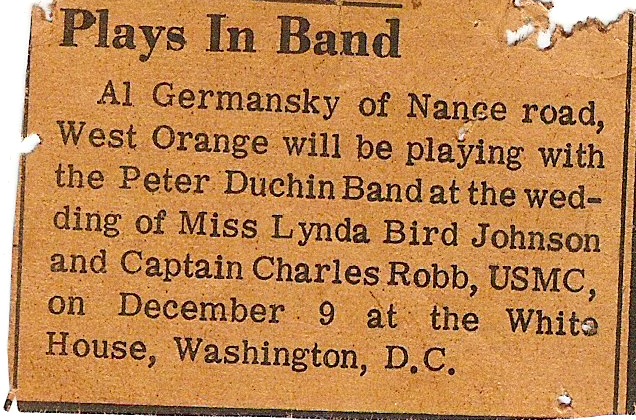 Plays In Band
Al Germansky of Nance road,
West Orange will be playing with
the Peter Duchin Band at the wed-
ding of Miss Lynda Bird Johnson
and Captain Charles Robb, USMC,
on December 9 at the White
House, Washington, D.C.